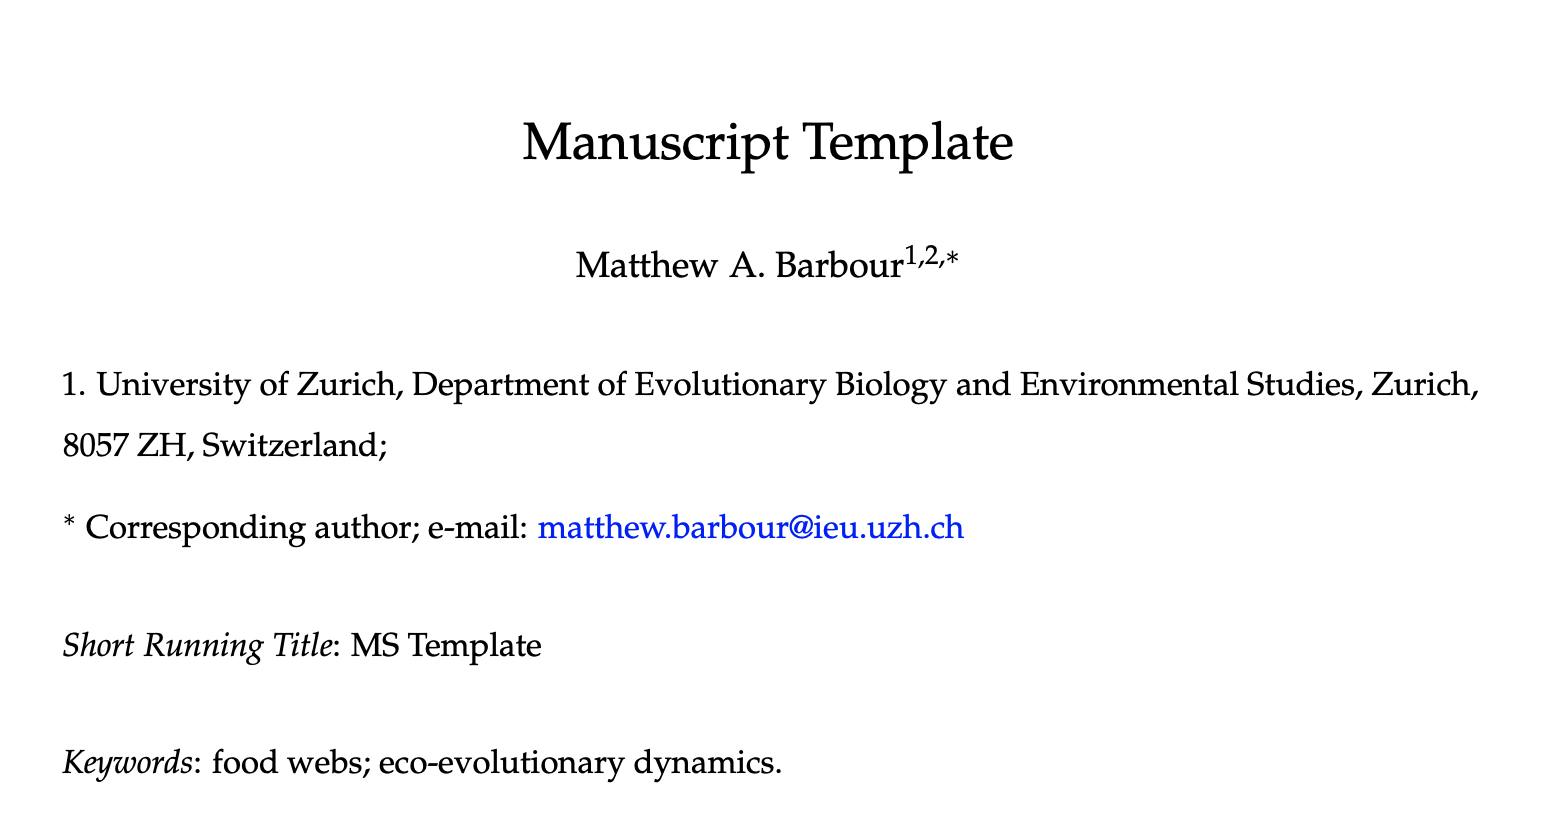 Manuscript Template
Matthew A. Barbour1,2,*
1. University of Zurich, Department of Evolutionary Biology and Environmental Studies, Zurich,
8057 ZH, Switzerland;
* Corresponding author; e-mail: matthew.barbour@ieu.uzh.ch
Short Running Title: MS Template
Keywords: food webs; eco-evolutionary dynamics.